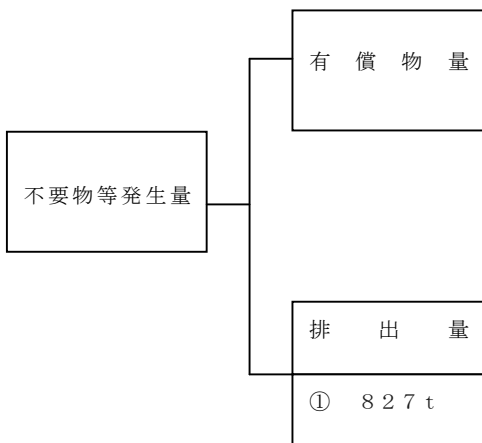 有償物量
不要物等発生量
排出量
① ８２７ｔ